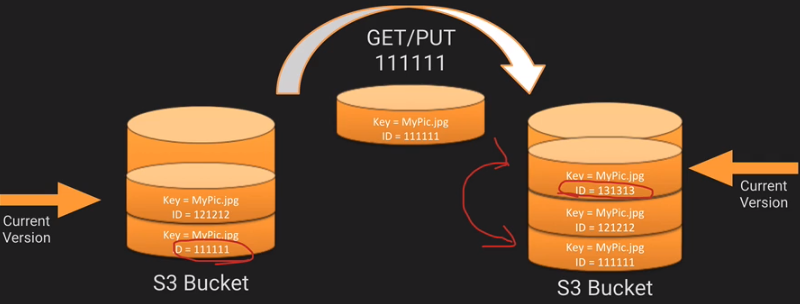 GET/PUT
111111
Key = MyPic.jpg
ID = 111111
Key = MyPic.jpg
ID = 121212
Key = MyPic.jpg
ID = 111111
Current
Version
S3 Bucket
Key = MyPic.jpg
ID = 131313
Key = MyPic.jpg
ID = 121212
Key = MyPic.jpg
ID = 111111
Current
Version
S3 Bucket